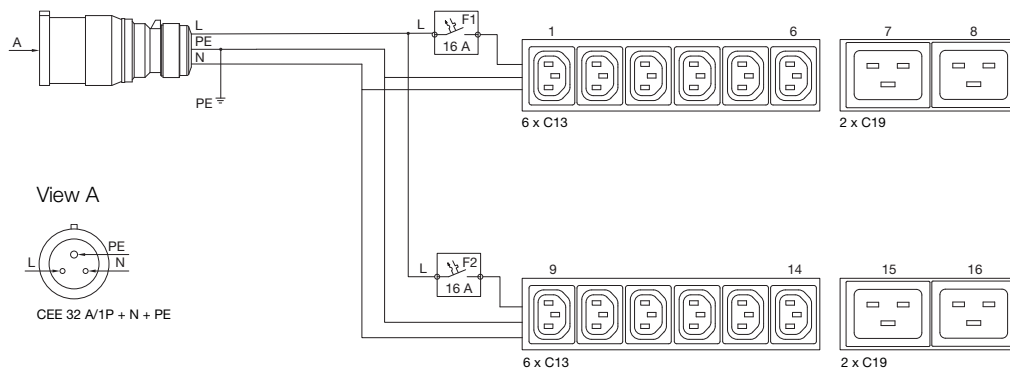 A
L
PE
N
PE
L
F1
16 A
1
6
6 x C13
7
8
2 x C19
View A
L
PE
N
CEE 32 A/1P + N + PE
L
F2
16 A
9
14
6 x C13
15
16
2 x C19